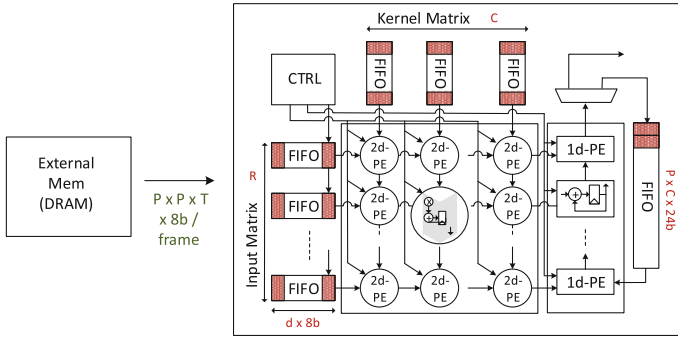 Kernel Matrix C
CTRL
FIFO
FIFO
FIFO
External
Mem
(DRAM)
P x P x T
x 8b /
frame
R
Input Matrix
FIFO
2d-
PE
2d-
PE
2d-
PE
1d-PE
FIFO
2d-
PE
2d-
PE
FIFO
P x C x 24b
FIFO
2d-
PE
2d-
PE
2d-
PE
1d-PE
d x 8b